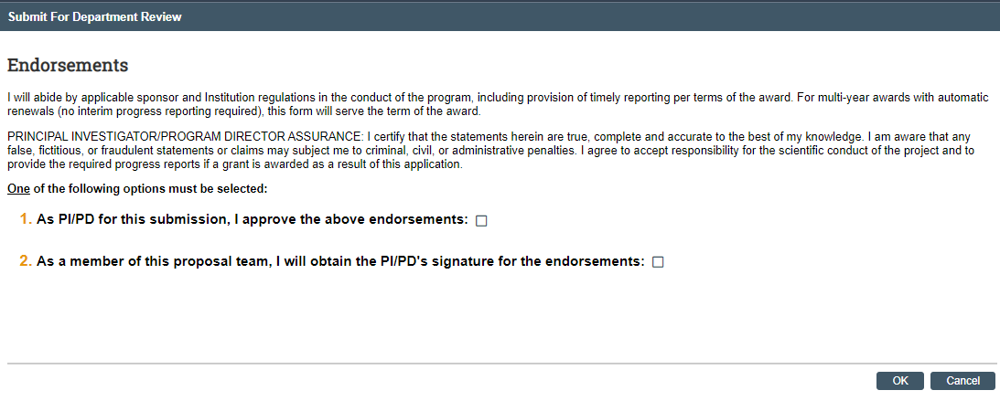 Submit For Department Review
Endorsements
I will abide by applicable sponsor and Institution regulations in the conduct of the program, including provision of timely reporting per terms of the award. For multi-year awards with automatic
renewals (no interim progress reporting required), this form will serve the term of the award.
PRINCIPAL INVESTIGATOR/PROGRAM DIRECTOR ASSURANCE: I certify that the statements herein are true, complete and accurate to the best of my knowledge. I am aware that any
false, fictitious, or fraudulent statements or claims may subject me to criminal, civil, or administrative penalties. I agree to accept responsibility for the scientific conduct of the project and to
provide the required progress reports if a grant is awarded as a result of this application.
One of the following options must be selected:
1. As PI/PD for this submission, I approve the above endorsements:
2. As a member of this proposal team, I will obtain the PI/PD's signature for the endorsements:
OK Cancel